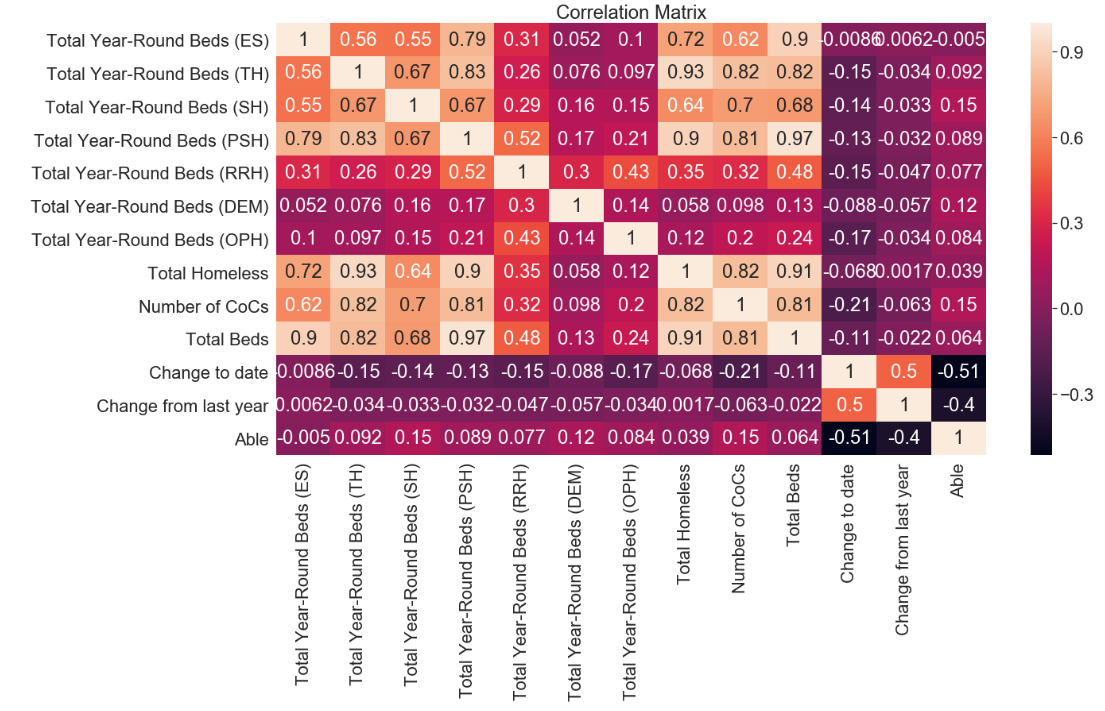 Correlation Matrix
Total Year-Round Beds (ES) 1 0.56 0.55 0.79 0.31 0.052 0.1 0.72 0.62 0.9 -0.0086 0.0062 -0.005
Total Year-Round Beds (TH) 0.56 1 0.67 0.83 0.26 0.076 0.097 0.93 0.82 0.82 -0.15 -0.034 0.092
Total Year-Round Beds (SH) 0.55 0.67 1 0.67 0.29 0.16 0.15 0.64 0.7 0.68 -0.14 -0.033 0.15
Total Year-Round Beds (PSH) 0.79 0.83 0.67 1 0.52 0.17 0.21 0.9 0.81 0.97 -0.13 -0.032 0.089
Total Year-Round Beds (RRH) 0.31 0.26 0.29 0.52 1 0.3 0.43 0.35 0.32 0.48 -0.15 -0.047 0.077
Total Year-Round Beds (DEM) 0.052 0.076 0.16 0.17 0.3 1 0.14 0.058 0.098 0.13 -0.088 -0.057 0.12
Total Year-Round Beds (OPH) 0.1 0.097 0.15 0.21 0.43 0.14 1 0.12 0.2 0.24 -0.17 -0.034 0.084
Total Homeless 0.72 0.93 0.64 0.9 0.35 0.058 0.12 1 0.82 0.91 -0.068 0.0017 0.039
Number of CoCs 0.62 0.82 0.7 0.81 0.32 0.098 0.2 0.82 1 0.81 -0.21 -0.063 0.15
Total Beds 0.9 0.82 0.68 0.97 0.48 0.13 0.24 0.91 0.81 1 -0.11 -0.022 0.064
Change to date -0.0086 -0.15 -0.14 -0.13 -0.15 -0.088 -0.17 -0.068 -0.21 -0.11 1 0.5 -0.51
Change from last year 0.0062 -0.034 -0.033 -0.032 -0.047 -0.057 -0.034 0.0017 -0.063 -0.022 0.5 1 -0.4
Able -0.005 0.092 0.15 0.089 0.077 0.12 0.084 0.039 0.15 0.064 -0.51 -0.4 1
Total Year-Round Beds (ES)
Total Year-Round Beds (TH)
Total Year-Round Beds (SH)
Total Year-Round Beds (PSH)
Total Year-Round Beds (RRH)
Total Year-Round Beds (DEM)
Total Year-Round Beds (OPH)
Total Homeless
Number of CoCs
Total Beds
Change to date
Change from last year
Able
0.9
0.6
0.3
0.0
−0.3